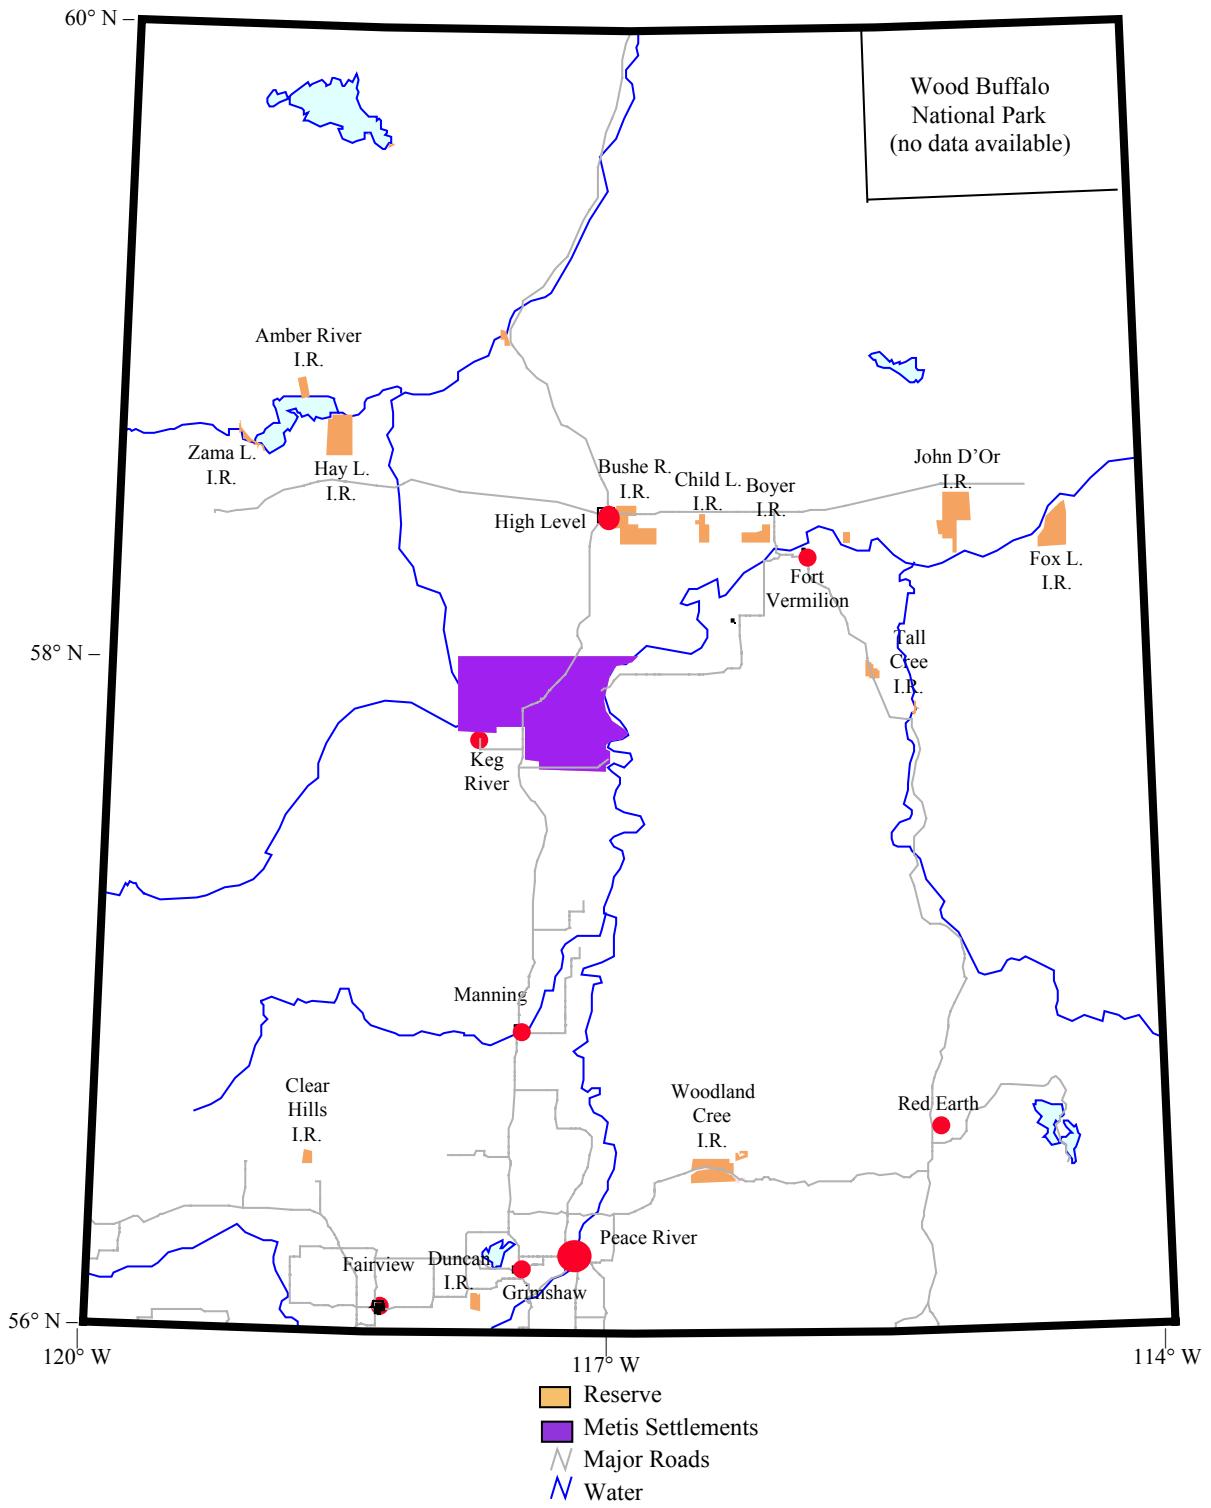 60° N
Wood Buffalo
National Park
(no data available)
Amber River
I.R.
Zama L.
I.R.
Hay L.
I.R.
High Level
Bushe R.
I.R.
Child L.
I.R.
Boyer
I.R.
John D’Or
I.R.
Fox L.
I.R.
Fort
Vermilion
58° N
Tall
Cree
I.R.
Keg
River
Manning
Clear
Hills
I.R.
Woodland
Cree
I.R.
Red Earth
Peace River
Fairview
Duncan
I.R.
Grimshaw
56° N
120° W
117° W
114° W
Reserve
Metis Settlements
Major Roads
Water